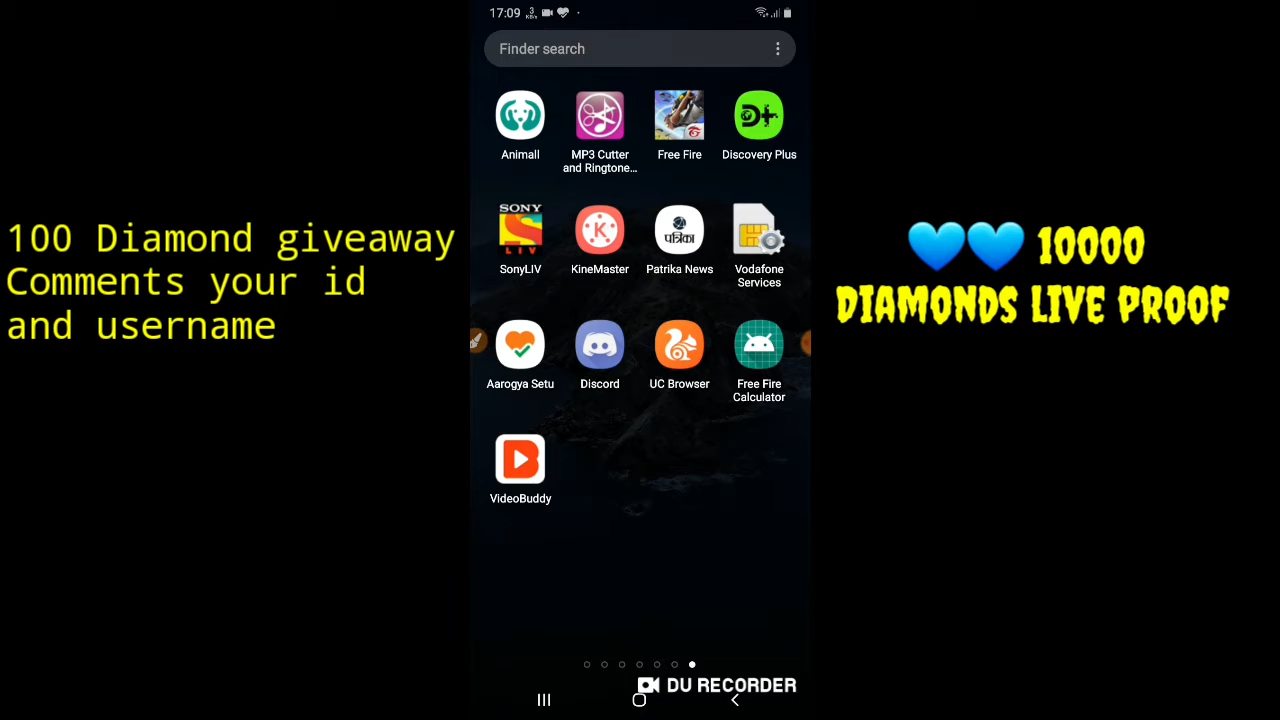 17:09 3 KB/s
Finder search
Animall
MP3 Cutter
and Ringtone...
Free Fire
D+
Discovery Plus
100 Diamond giveaway
Comments your id
and username
💙💙 10000
DIAMONDS LIVE PROOF
SONY
LIV
SonyLIV
K
KineMaster
पत्रिका
Patrika News
Vodafone
Services
Aarogya Setu
Discord
UC Browser
Free Fire
Calculator
VideoBuddy
DU RECORDER